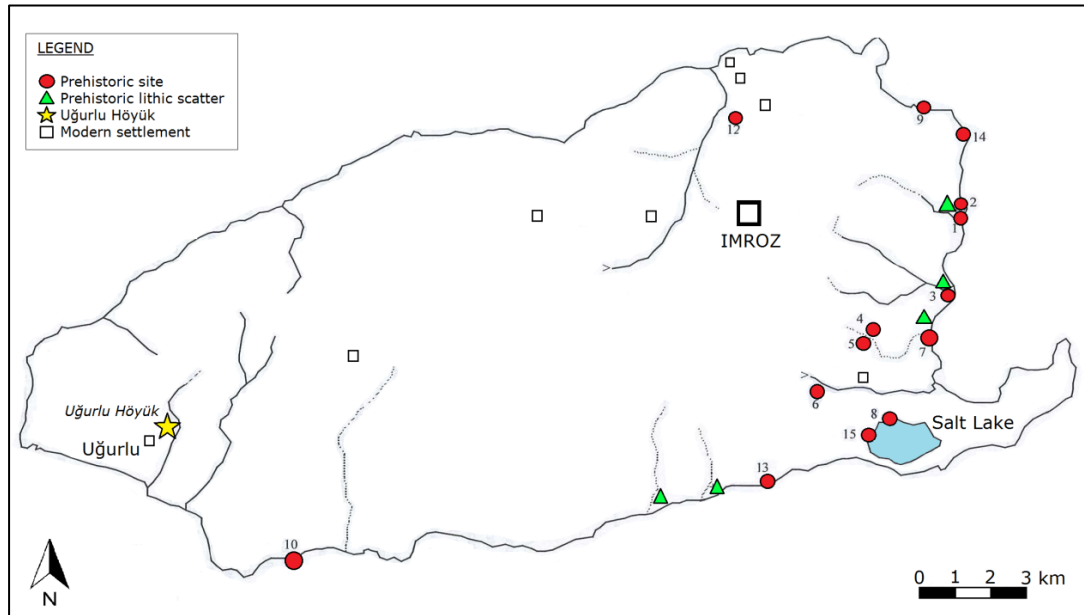 LEGEND
Prehistoric site
Prehistoric lithic scatter
Uğurlu Höyük
Modern settlement
12
9
14
2
1
IMROZ
3
4
5
7
6
Uğurlu Höyük
Uğurlu
8
Salt Lake
15
13
10
N
0 1 2 3 km